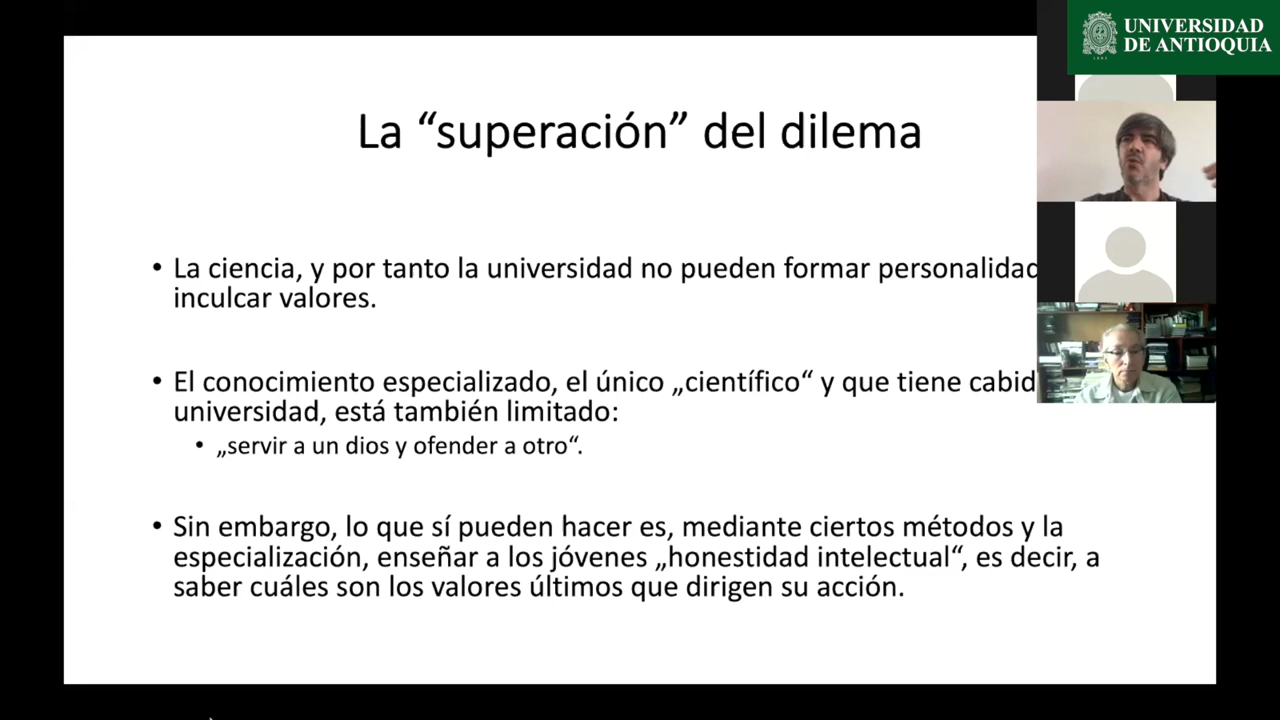 UNIVERSIDAD
DE ANTIOQUIA
La “superación” del dilema
• La ciencia, y por tanto la universidad no pueden formar
inculcar valores.
• El conocimiento especializado, el único „científico“ y que tiene
universidad, está también limitado:
• „servir a un dios y ofender a otro“.
• Sin embargo, lo que sí pueden hacer es, mediante ciertos métodos y la
especialización, enseñar a los jóvenes „honestidad intelectual“, es decir, a
saber cuáles son los valores últimos que dirigen su acción.